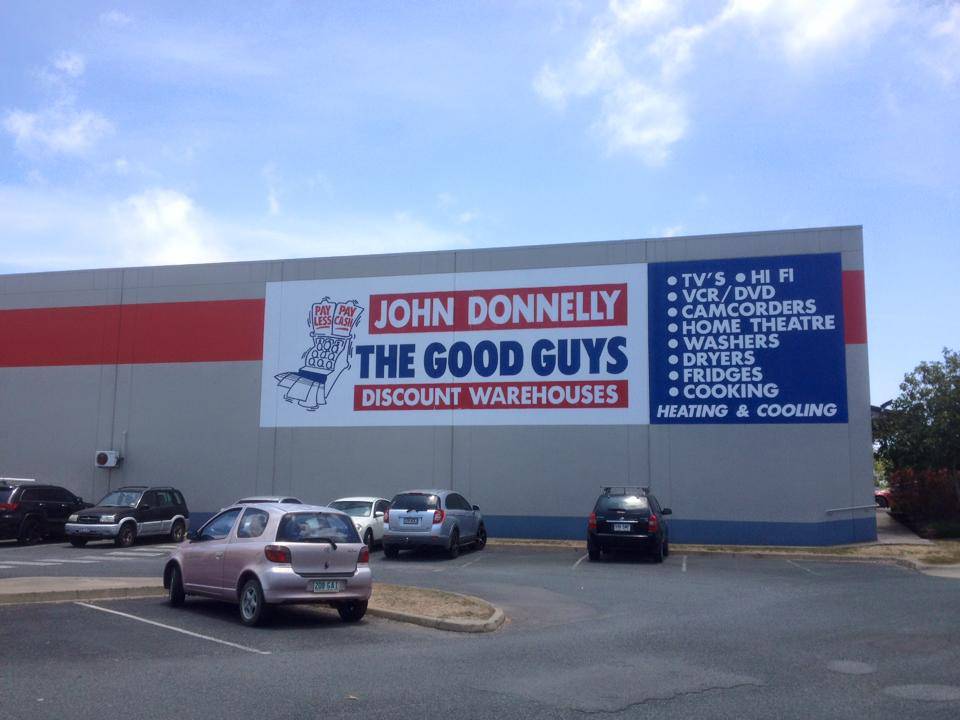 PAY PAY
LESS CASH
JOHN DONNELLY
THE GOOD GUYS
DISCOUNT WAREHOUSES
• TV'S • HI FI
• VCR/DVD
• CAMCORDERS
• HOME THEATRE
• WASHERS
• DRYERS
• FRIDGES
• COOKING
HEATING & COOLING